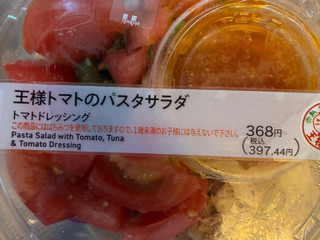 王様トマトのパスタサラダ
トマトドレッシング
この商品にははちみつを使用しておりますので、1歳未満のお子様には与えないで下さい。
Pasta Salad with Tomato, Tuna
& Tomato Dressing
368円
(税込
397.44円)